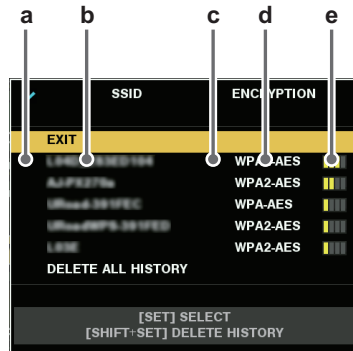 a b c d e
SSID ENCRYPTION
EXIT
WPA2-AES
WPA2-AES
WPA-AES
WPA2-AES
WPA2-AES
DELETE ALL HISTORY
[SET] SELECT
[SHIFT+SET] DELETE HISTORY